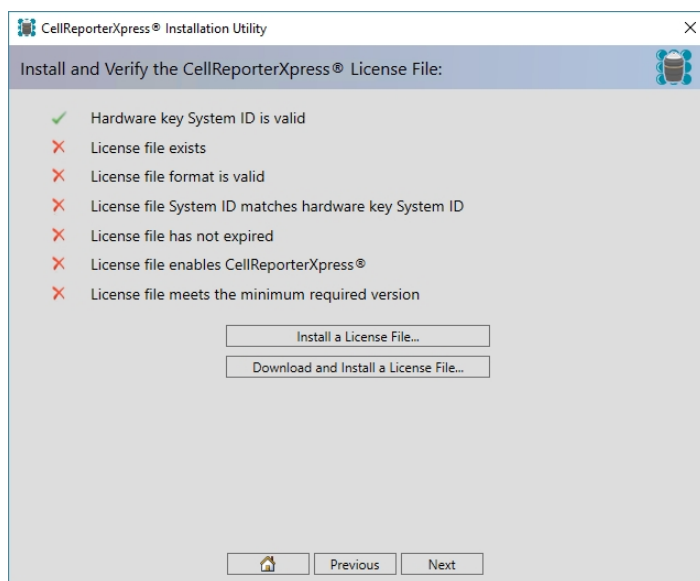 CellReporterXpress® Installation Utility
Install and Verify the CellReporterXpress® License File:
Hardware key System ID is valid
License file exists
License file format is valid
License file System ID matches hardware key System ID
License file has not expired
License file enables CellReporterXpress®
License file meets the minimum required version
Install a License File...
Download and Install a License File...
Previous Next